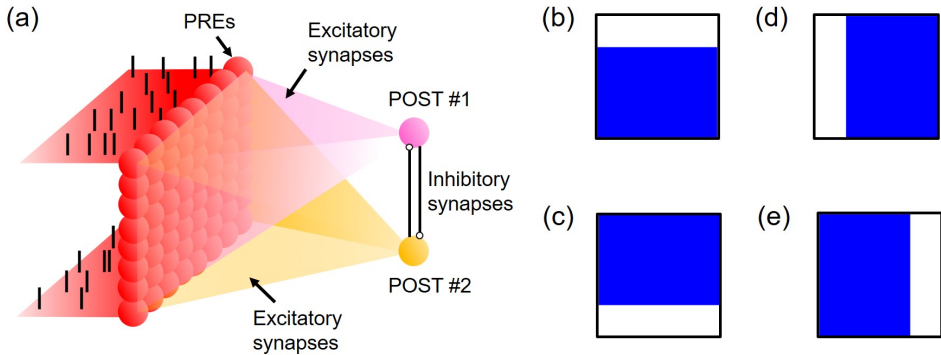 (a)
PREs
Excitatory
synapses
POST #1
Inhibitory
synapses
POST #2
Excitatory
synapses
(b)
(d)
(c)
(e)